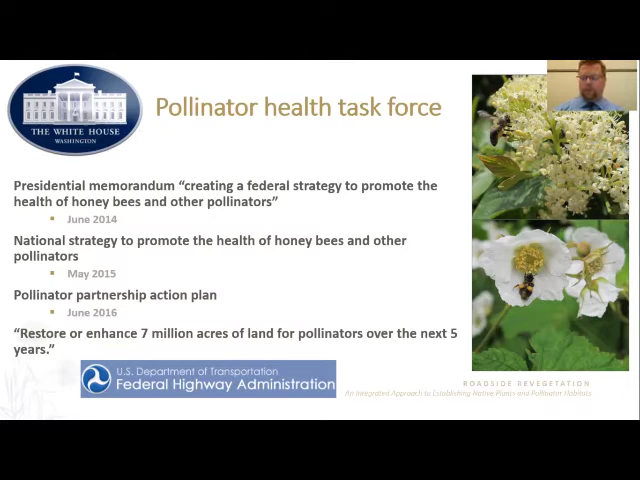 THE WHITE HOUSE
WASHINGTON
Pollinator health task force
Presidential memorandum “creating a federal strategy to promote the
health of honey bees and other pollinators”
▪ June 2014
National strategy to promote the health of honey bees and other
pollinators
▪ May 2015
Pollinator partnership action plan
▪ June 2016
“Restore or enhance 7 million acres of land for pollinators over the next 5
years.”
U.S. Department of Transportation
Federal Highway Administration
ROADSIDE REVEGETATION
An Integrated Approach to Establishing Native Plants and Pollinator Habitats